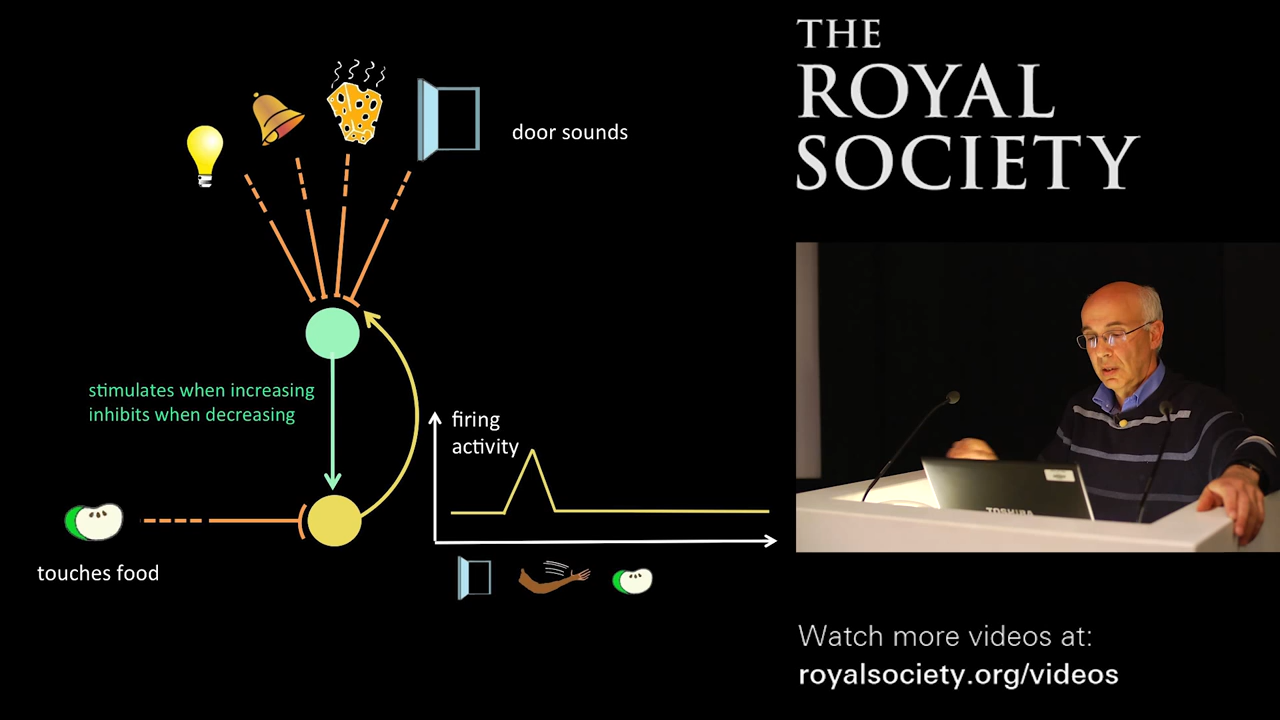 door sounds
stimulates when increasing
inhibits when decreasing
firing
activity
touches food
THE
ROYAL
SOCIETY
TOSHIBA
Watch more videos at:
royalsociety.org/videos